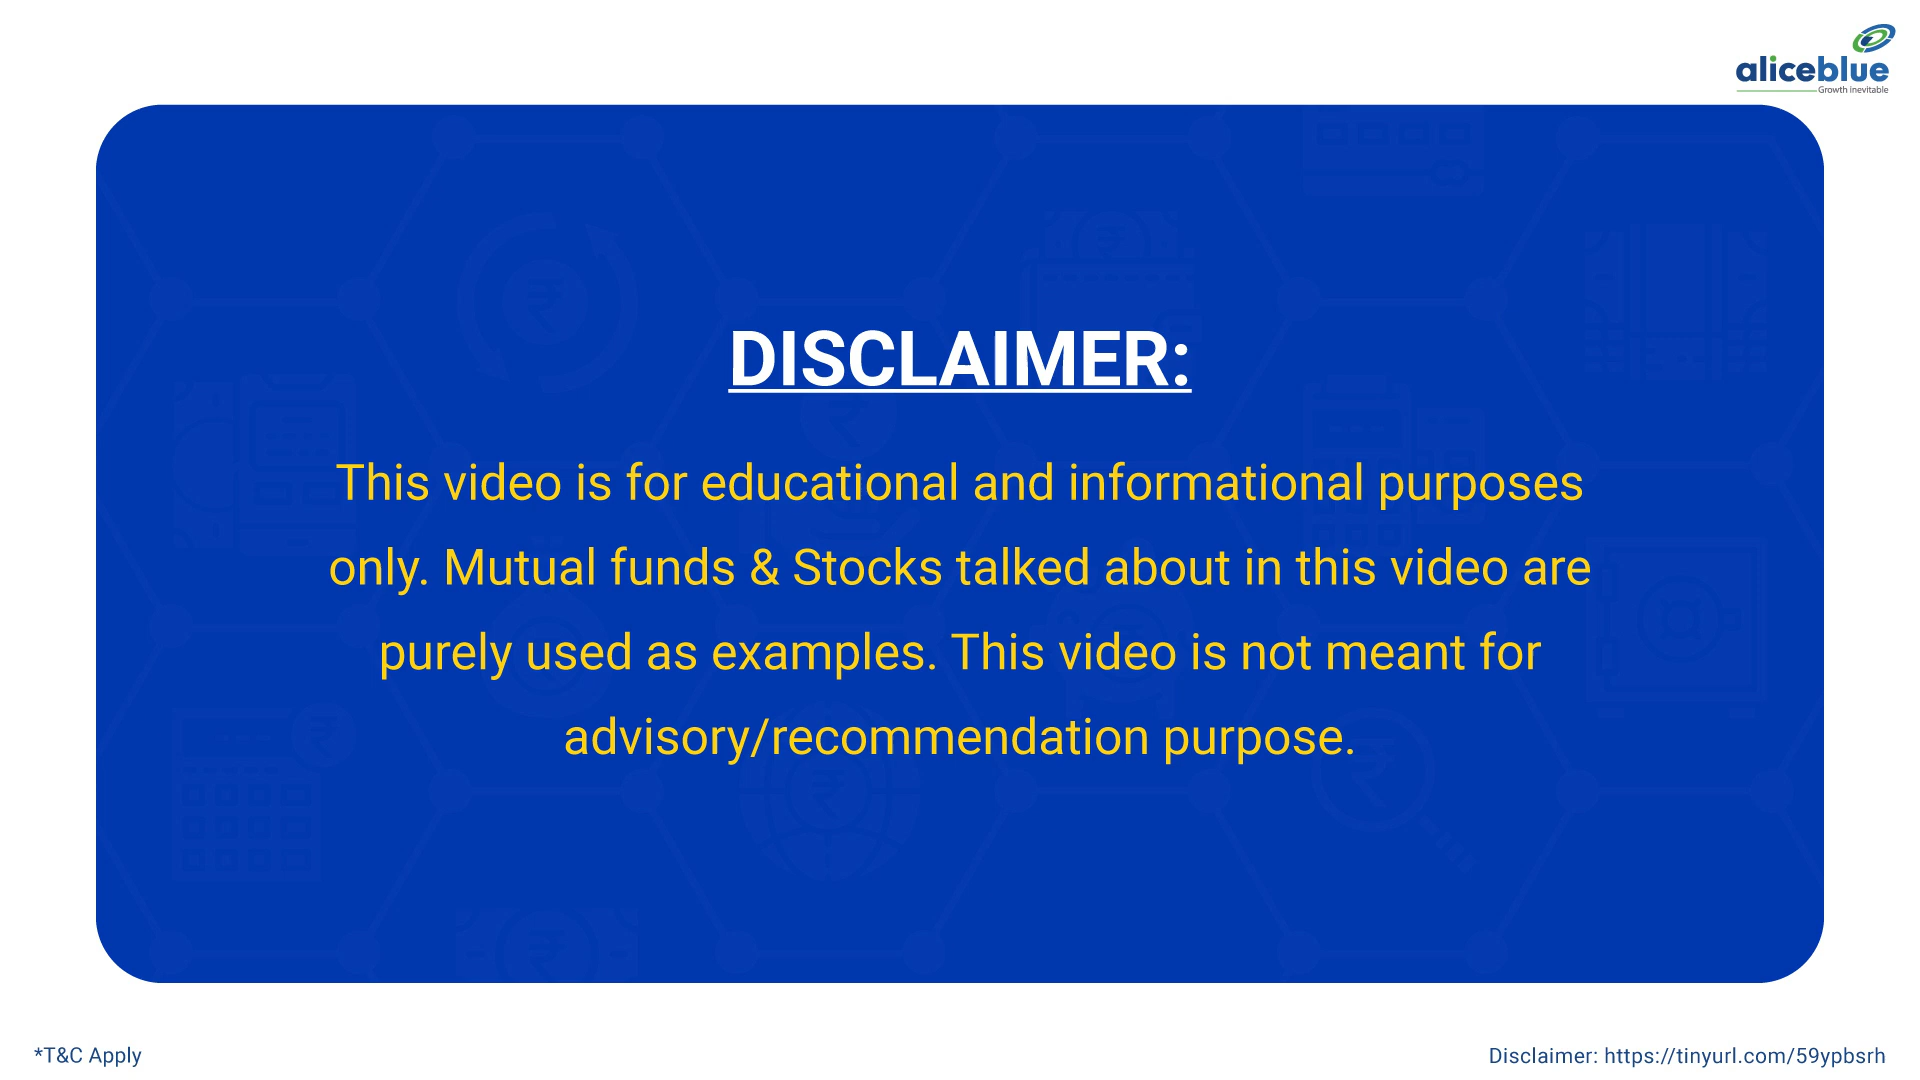 aliceblue
Growth inevitable
DISCLAIMER:
This video is for educational and informational purposes
only. Mutual funds & Stocks talked about in this video are
purely used as examples. This video is not meant for
advisory/recommendation purpose.
*T&C Apply
Disclaimer: https://tinyurl.com/59ypbsrh